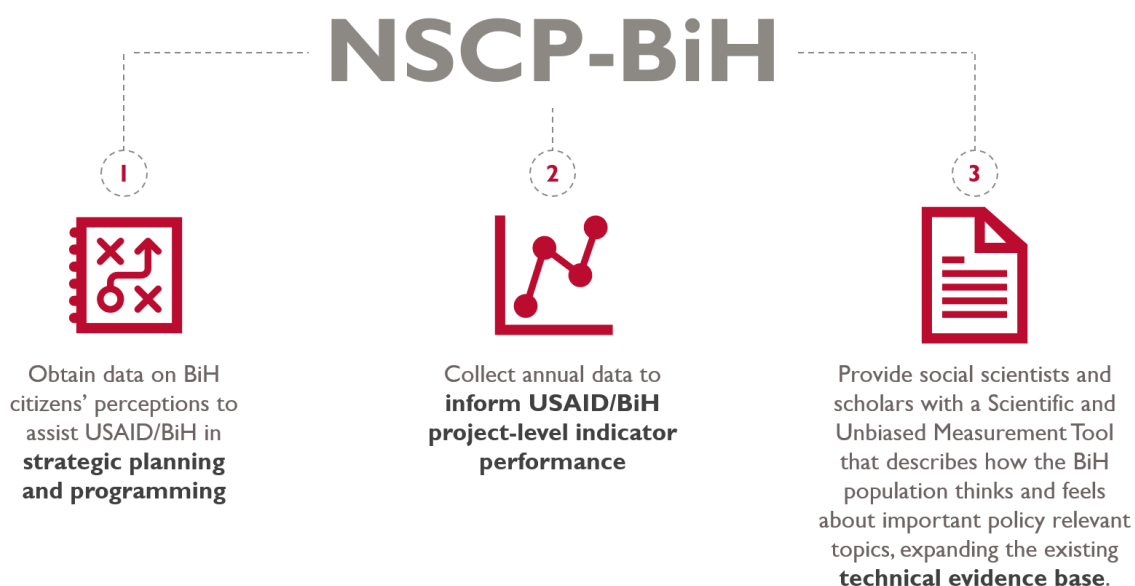 NSCP-BiH
1
Obtain data on BiH
citizens’ perceptions to
assist USAID/BiH in
strategic planning
and programming
2
Collect annual data to
inform USAID/BiH
project-level indicator
performance
3
Provide social scientists and
scholars with a Scientific and
Unbiased Measurement Tool
that describes how the BiH
population thinks and feels
about important policy relevant
topics, expanding the existing
technical evidence base.